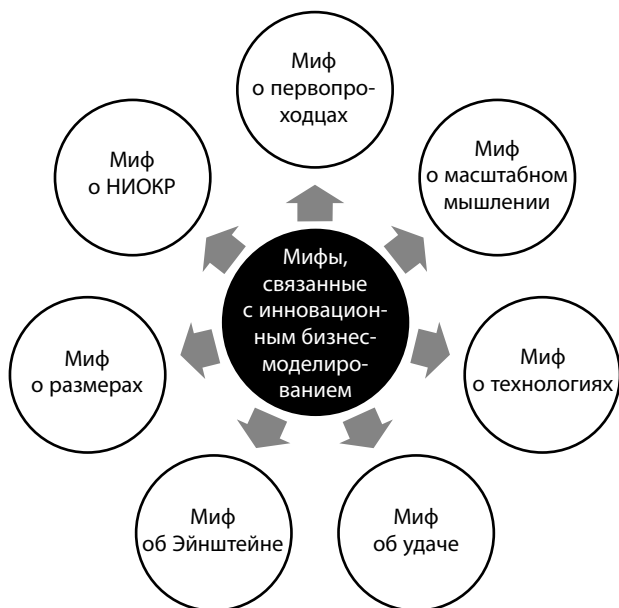 Миф
о первопро-
ходцах
Миф
о масштабном
мышлении
Миф
о технологиях
Миф
об удаче
Миф
об Эйнштейне
Миф
о размерах
Миф
о НИОКР
Мифы,
связанные
с инновацион-
ным бизнес-
моделиро-
ванием